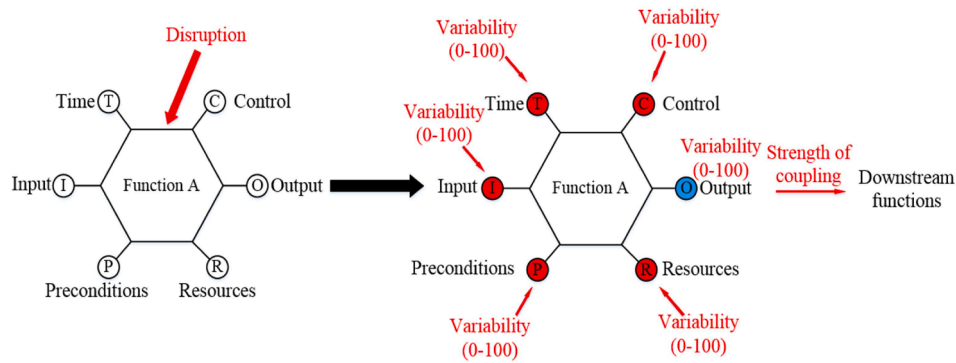 Disruption
Time
T
C
Control
Input
I
Function A
O
Output
P
R
Preconditions
Resources
Variability
(0-100)
Variability
(0-100)
Variability
(0-100)
Time
T
C
Control
Variability
(0-100)
Strength of
coupling
Input
I
Function A
O
Output
Downstream
functions
Preconditions
P
R
Resources
Variability
(0-100)
Variability
(0-100)